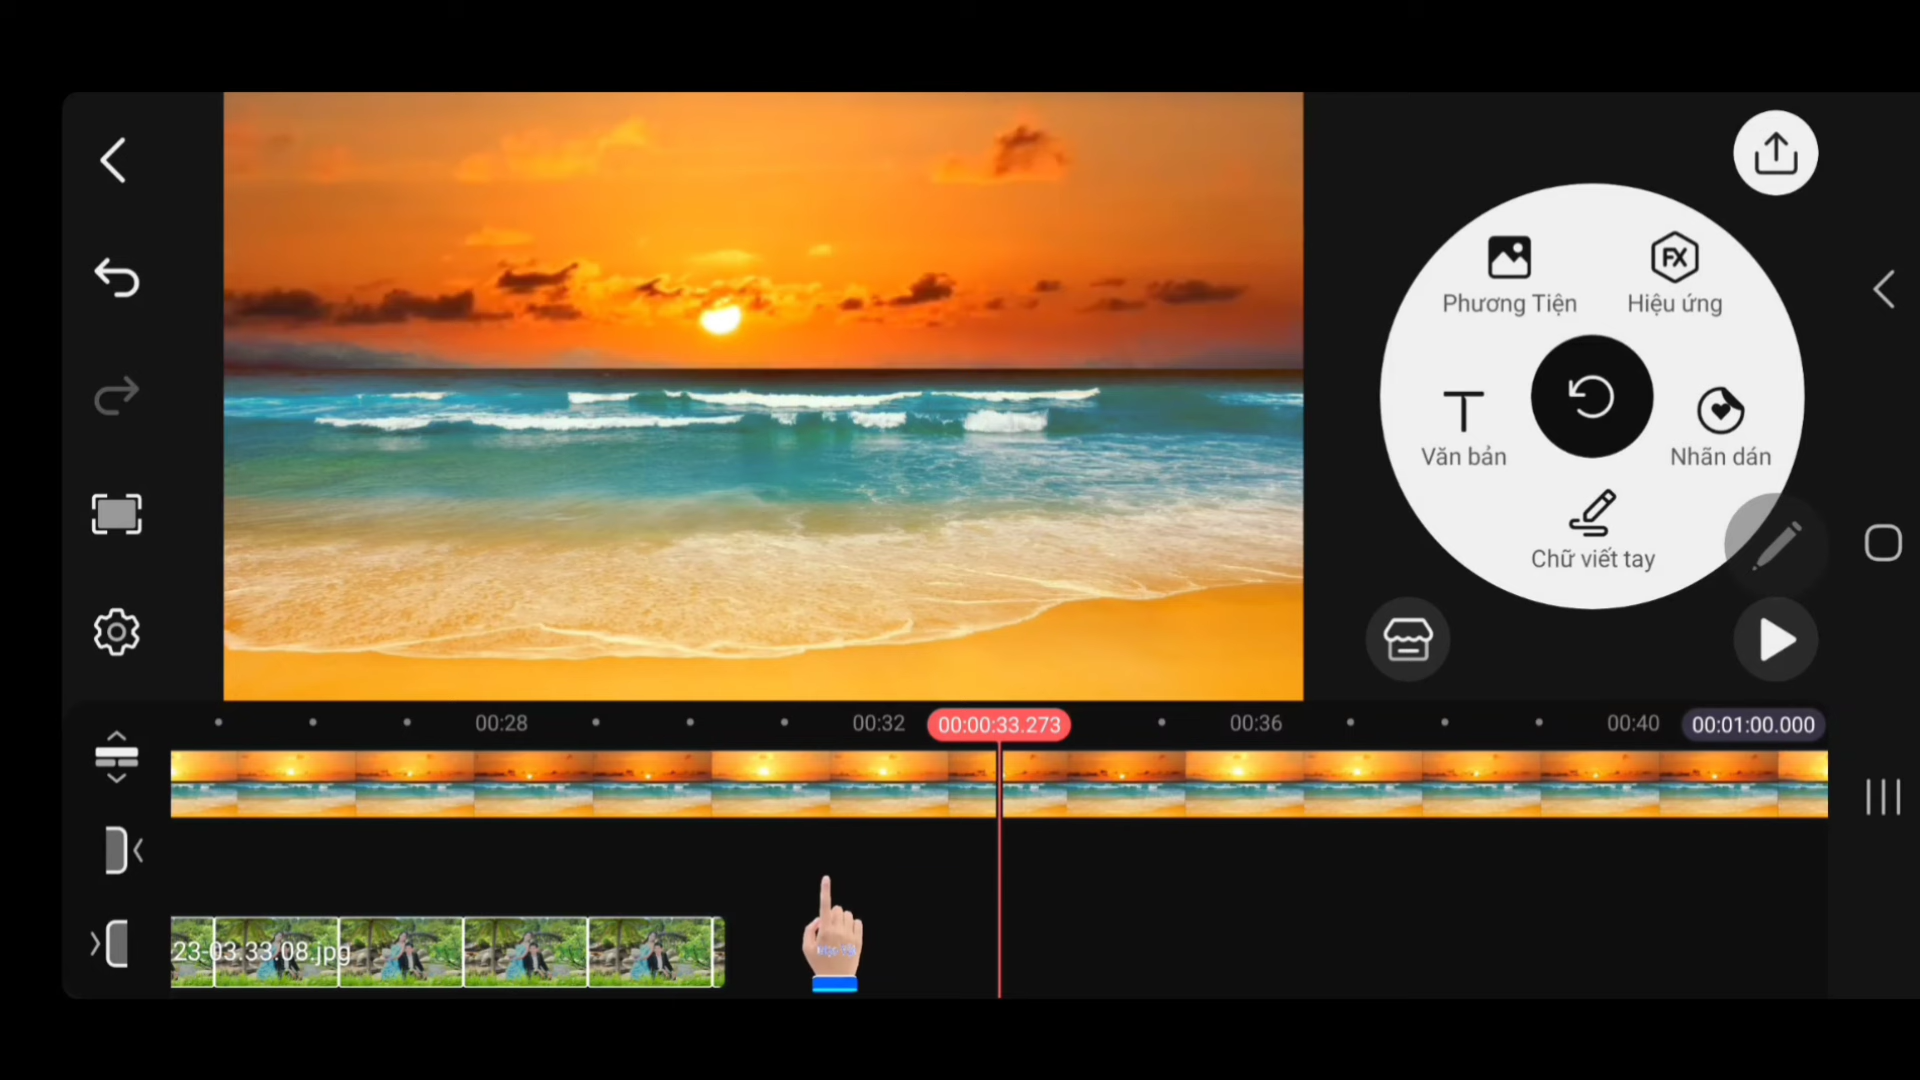 Phương Tiện
Hiệu ứng
FX
Văn bản
Nhãn dán
Chữ viết tay
00:28
00:32
00:00:33.273
00:36
00:40
00:01:00.000
23-03.33.08.jpg